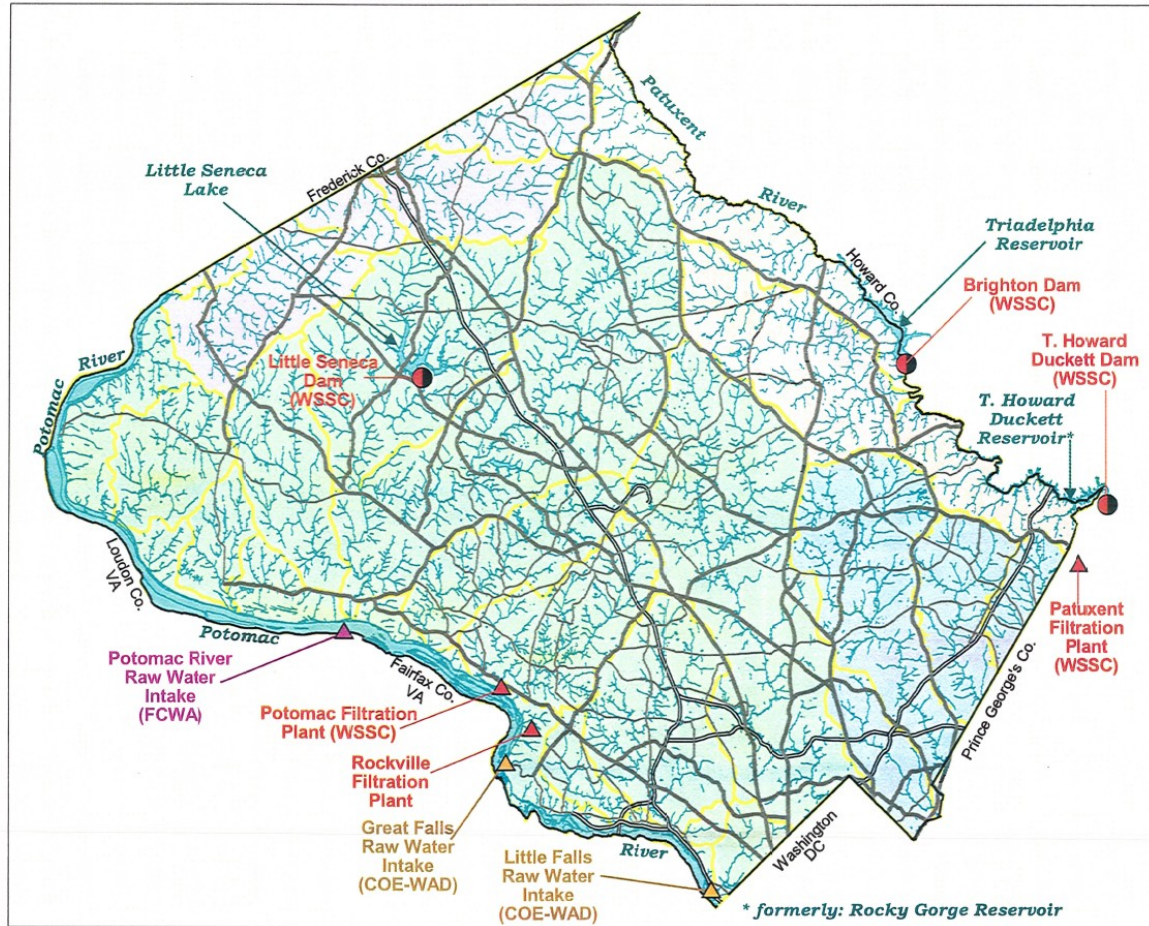 Patuxent
River
Frederick Co.
Little Seneca
Lake
Howard Co.
Triadelphia
Reservoir
Brighton Dam
(WSSC)
T. Howard
Duckett Dam
(WSSC)
T. Howard
Duckett
Reservoir*
Little Seneca
Dam
(WSSC)
River
Potomac
Loudon Co.
VA
Potomac
Potomac River
Raw Water
Intake
(FCWA)
Fairfax Co.
VA
Potomac Filtration
Plant (WSSC)
Rockville
Filtration
Plant
Great Falls
Raw Water
Intake
(COE-WAD)
Little Falls
Raw Water
Intake
(COE-WAD)
River
Washington
DC
Prince George's Co.
Patuxent
Filtration
Plant
(WSSC)
* formerly: Rocky Gorge Reservoir